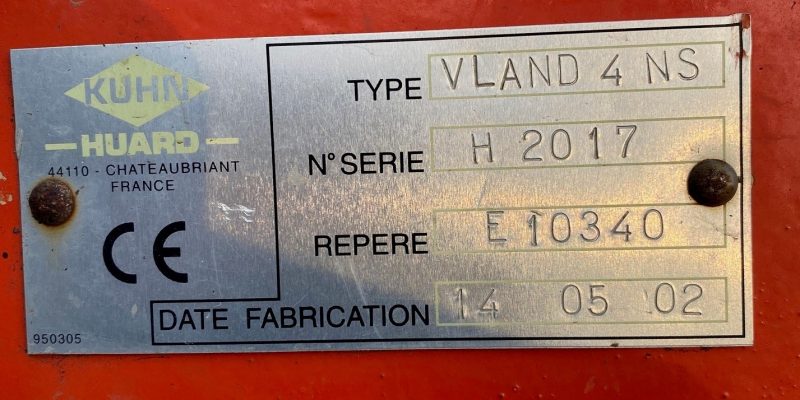 KUHN
HUARD
44110 - CHATEAUBRIANT
FRANCE
CE
TYPE VLAND 4 NS
N° SERIE H 2017
REPERE E 10340
DATE FABRICATION 14 05 02
950305